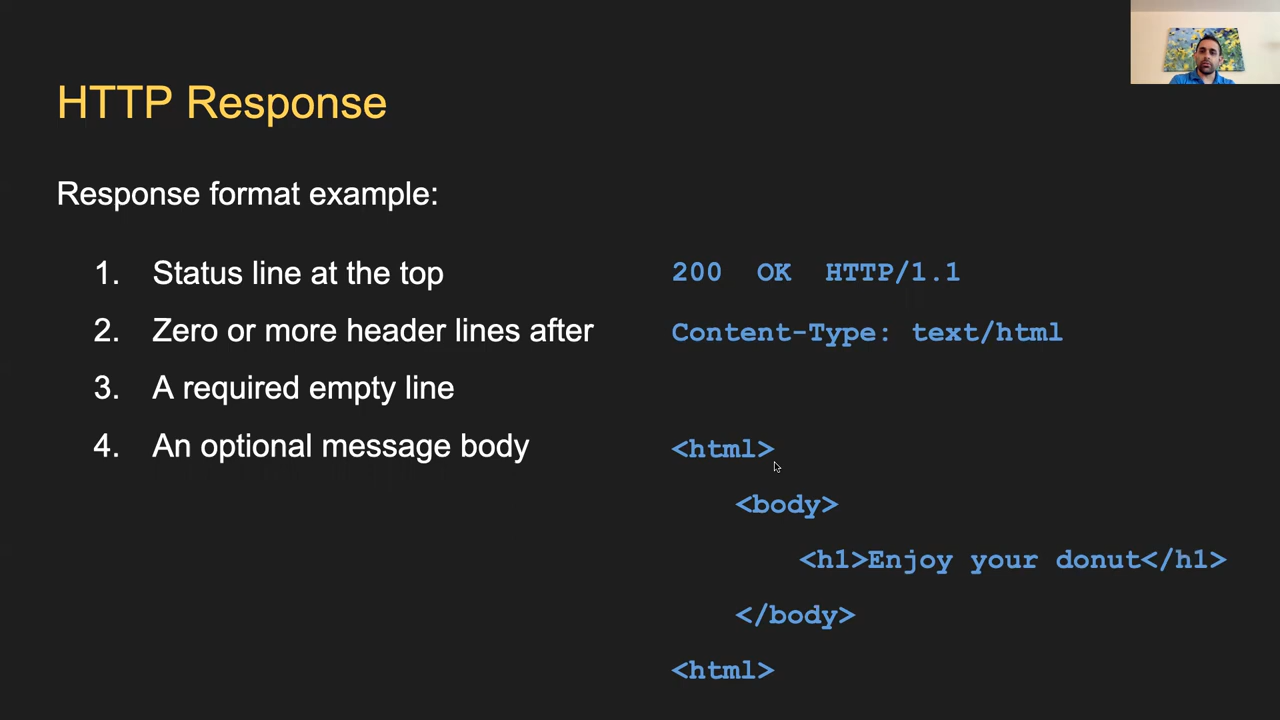 HTTP Response
Response format example:
1. Status line at the top
2. Zero or more header lines after
3. A required empty line
4. An optional message body
200 OK HTTP/1.1
Content-Type: text/html
<html>
<body>
<h1>Enjoy your donut</h1>
</body>
<html>